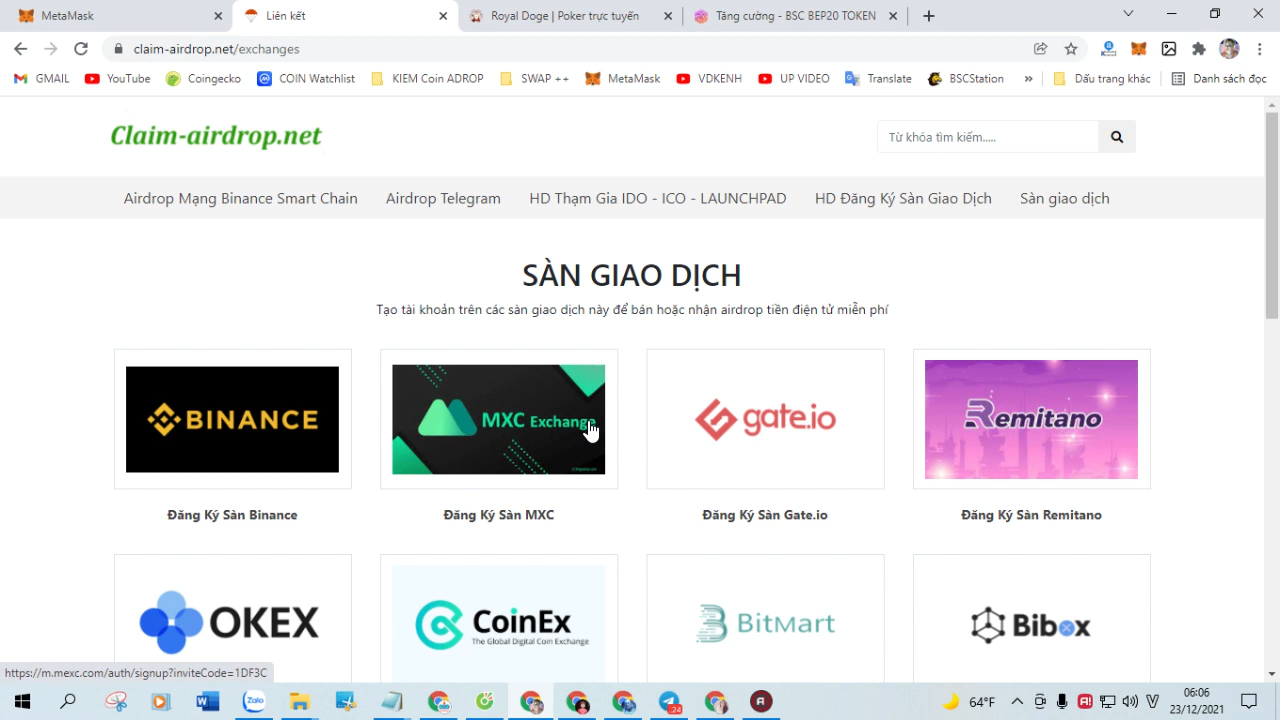 MetaMask
Liên kết
Royal Doge | Poker trực tuyến
Tăng cường - BSC BEP20 TOKEN
claim-airdrop.net/exchanges
GMAIL
YouTube
Coingecko
COIN Watchlist
KIEM Coin ADROP
SWAP ++
MetaMask
VDKENH
UP VIDEO
Translate
BSCStation
»
Dấu trang khác
Danh sách đọc
Claim-airdrop.net
Từ khóa tìm kiếm.....
Airdrop Mạng Binance Smart Chain
Airdrop Telegram
HD Thạm Gia IDO - ICO - LAUNCHPAD
HD Đăng Ký Sàn Giao Dịch
Sàn giao dịch
SÀN GIAO DỊCH
Tạo tài khoản trên các sàn giao dịch này để bán hoặc nhận airdrop tiền điện tử miễn phí
BINANCE
MXC Exchange
gate.io
Remitano
Đăng Ký Sàn Binance
Đăng Ký Sàn MXC
Đăng Ký Sàn Gate.io
Đăng Ký Sàn Remitano
OKEX
CoinEx
The Global Digital Coin Exchange
BitMart
Bibox
https://m.mexc.com/auth/signup?inviteCode=1DF3C
Zalo
24
64°F
06:06
23/12/2021